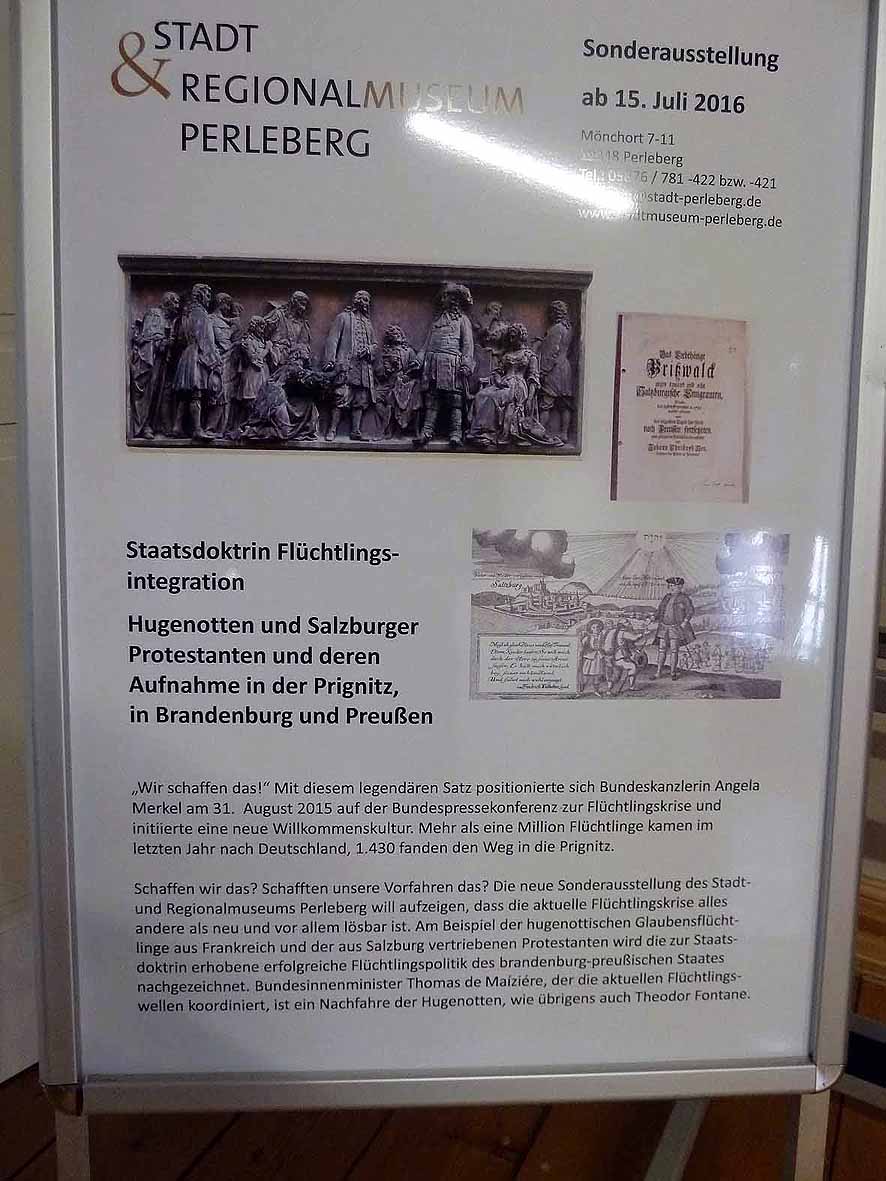 STADT
& REGIONALMUSEUM
PERLEBERG
Sonderausstellung
ab 15. Juli 2016
Mönchort 7-11
Perleberg
/ 781 -422 bzw. -421
@stadt-perleberg.de
Prißwalck
Saltzburgische Emigranten,
Salzburg
Staatsdoktrin Flüchtlings-
integration
Hugenotten und Salzburger
Protestanten und deren
Aufnahme in der Prignitz,
in Brandenburg und Preußen
„Wir schaffen das!“ Mit diesem legendären Satz positionierte sich Bundeskanzlerin Angela
Merkel am 31. August 2015 auf der Bundespressekonferenz zur Flüchtlingskrise und
initiierte eine neue Willkommenskultur. Mehr als eine Million Flüchtlinge kamen im
letzten Jahr nach Deutschland, 1.430 fanden den Weg in die Prignitz.
Schaffen wir das? Schafften unsere Vorfahren das? Die neue Sonderausstellung des Stadt-
und Regionalmuseums Perleberg will aufzeigen, dass die aktuelle Flüchtlingskrise alles
andere als neu und vor allem lösbar ist. Am Beispiel der hugenottischen Glaubensflücht-
linge aus Frankreich und der aus Salzburg vertriebenen Protestanten wird die zur Staats-
doktrin erhobene erfolgreiche Flüchtlingspolitik des brandenburg-preußischen Staates
nachgezeichnet. Bundesinnenminister Thomas de Maíziére, der die aktuellen Flüchtlings-
wellen koordiniert, ist ein Nachfahre der Hugenotten, wie übrigens auch Theodor Fontane.